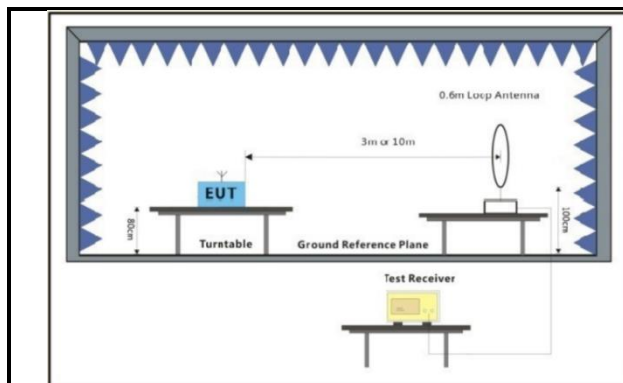 0.6m Loop Antenna
3m or 10m
EUT
80cm
100cm
Turntable
Ground Reference Plane
Test Receiver